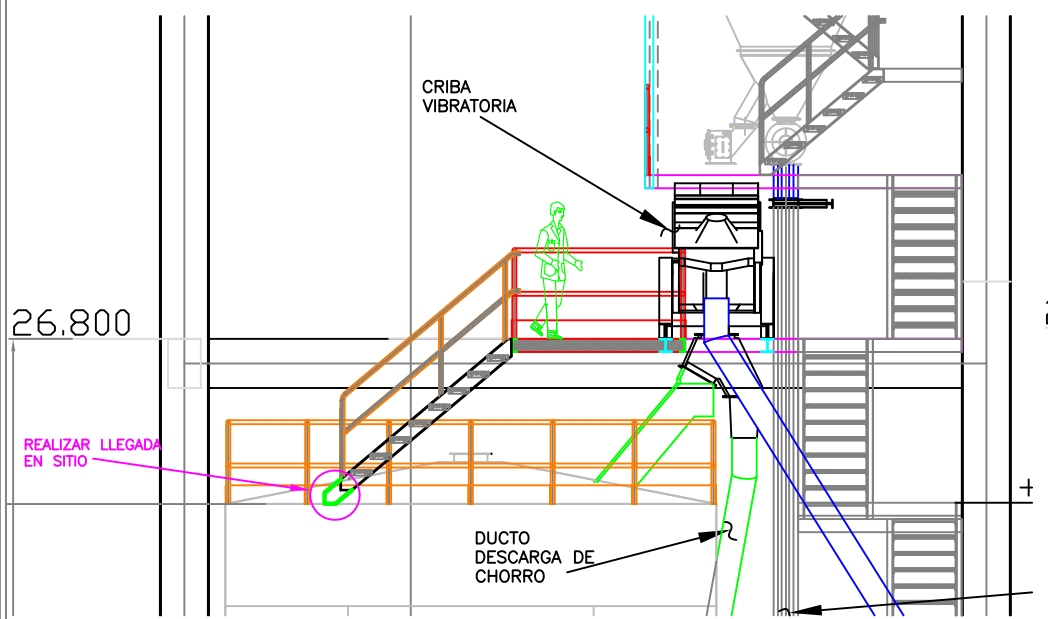 CRIBA
VIBRATORIA
26.800
REALIZAR LLEGADA
EN SITIO
DUCTO
DESCARGA DE
CHORRO
+